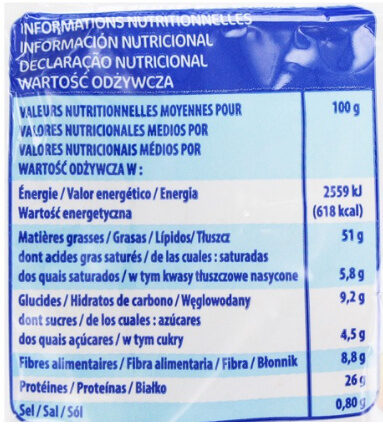 INFORMATIONS NUTRITIONNELLES
INFORMACIÓN NUTRICIONAL
DECLARAÇÃO NUTRICIONAL
WARTOŚĆ ODŻYWCZA
VALEURS NUTRITIONNELLES MOYENNES POUR 100 g
VALORES NUTRICIONALES MEDIOS POR
VALORES NUTRICIONAIS MÉDIOS POR
WARTOŚĆ ODŻYWCZA W :
Énergie / Valor energético / Energia 2559 kJ
Wartość energetyczna (618 kcal)
Matières grasses / Grasas / Lípidos/ Tłuszcz 51 g
dont acides gras saturés / de las cuales : saturadas
dos quais saturados / w tym kwasy tłuszczowe nasycone 5,8 g
Glucides / Hidratos de carbono / Węglowodany 9,2 g
dont sucres / de los cuales : azúcares
dos quais açúcares / w tym cukry 4,5 g
Fibres alimentaires / Fibra alimentaria / Fibra / Błonnik 8,8 g
Protéines / Proteínas / Białko 26 g
Sel / Sal / Sól 0,80 g